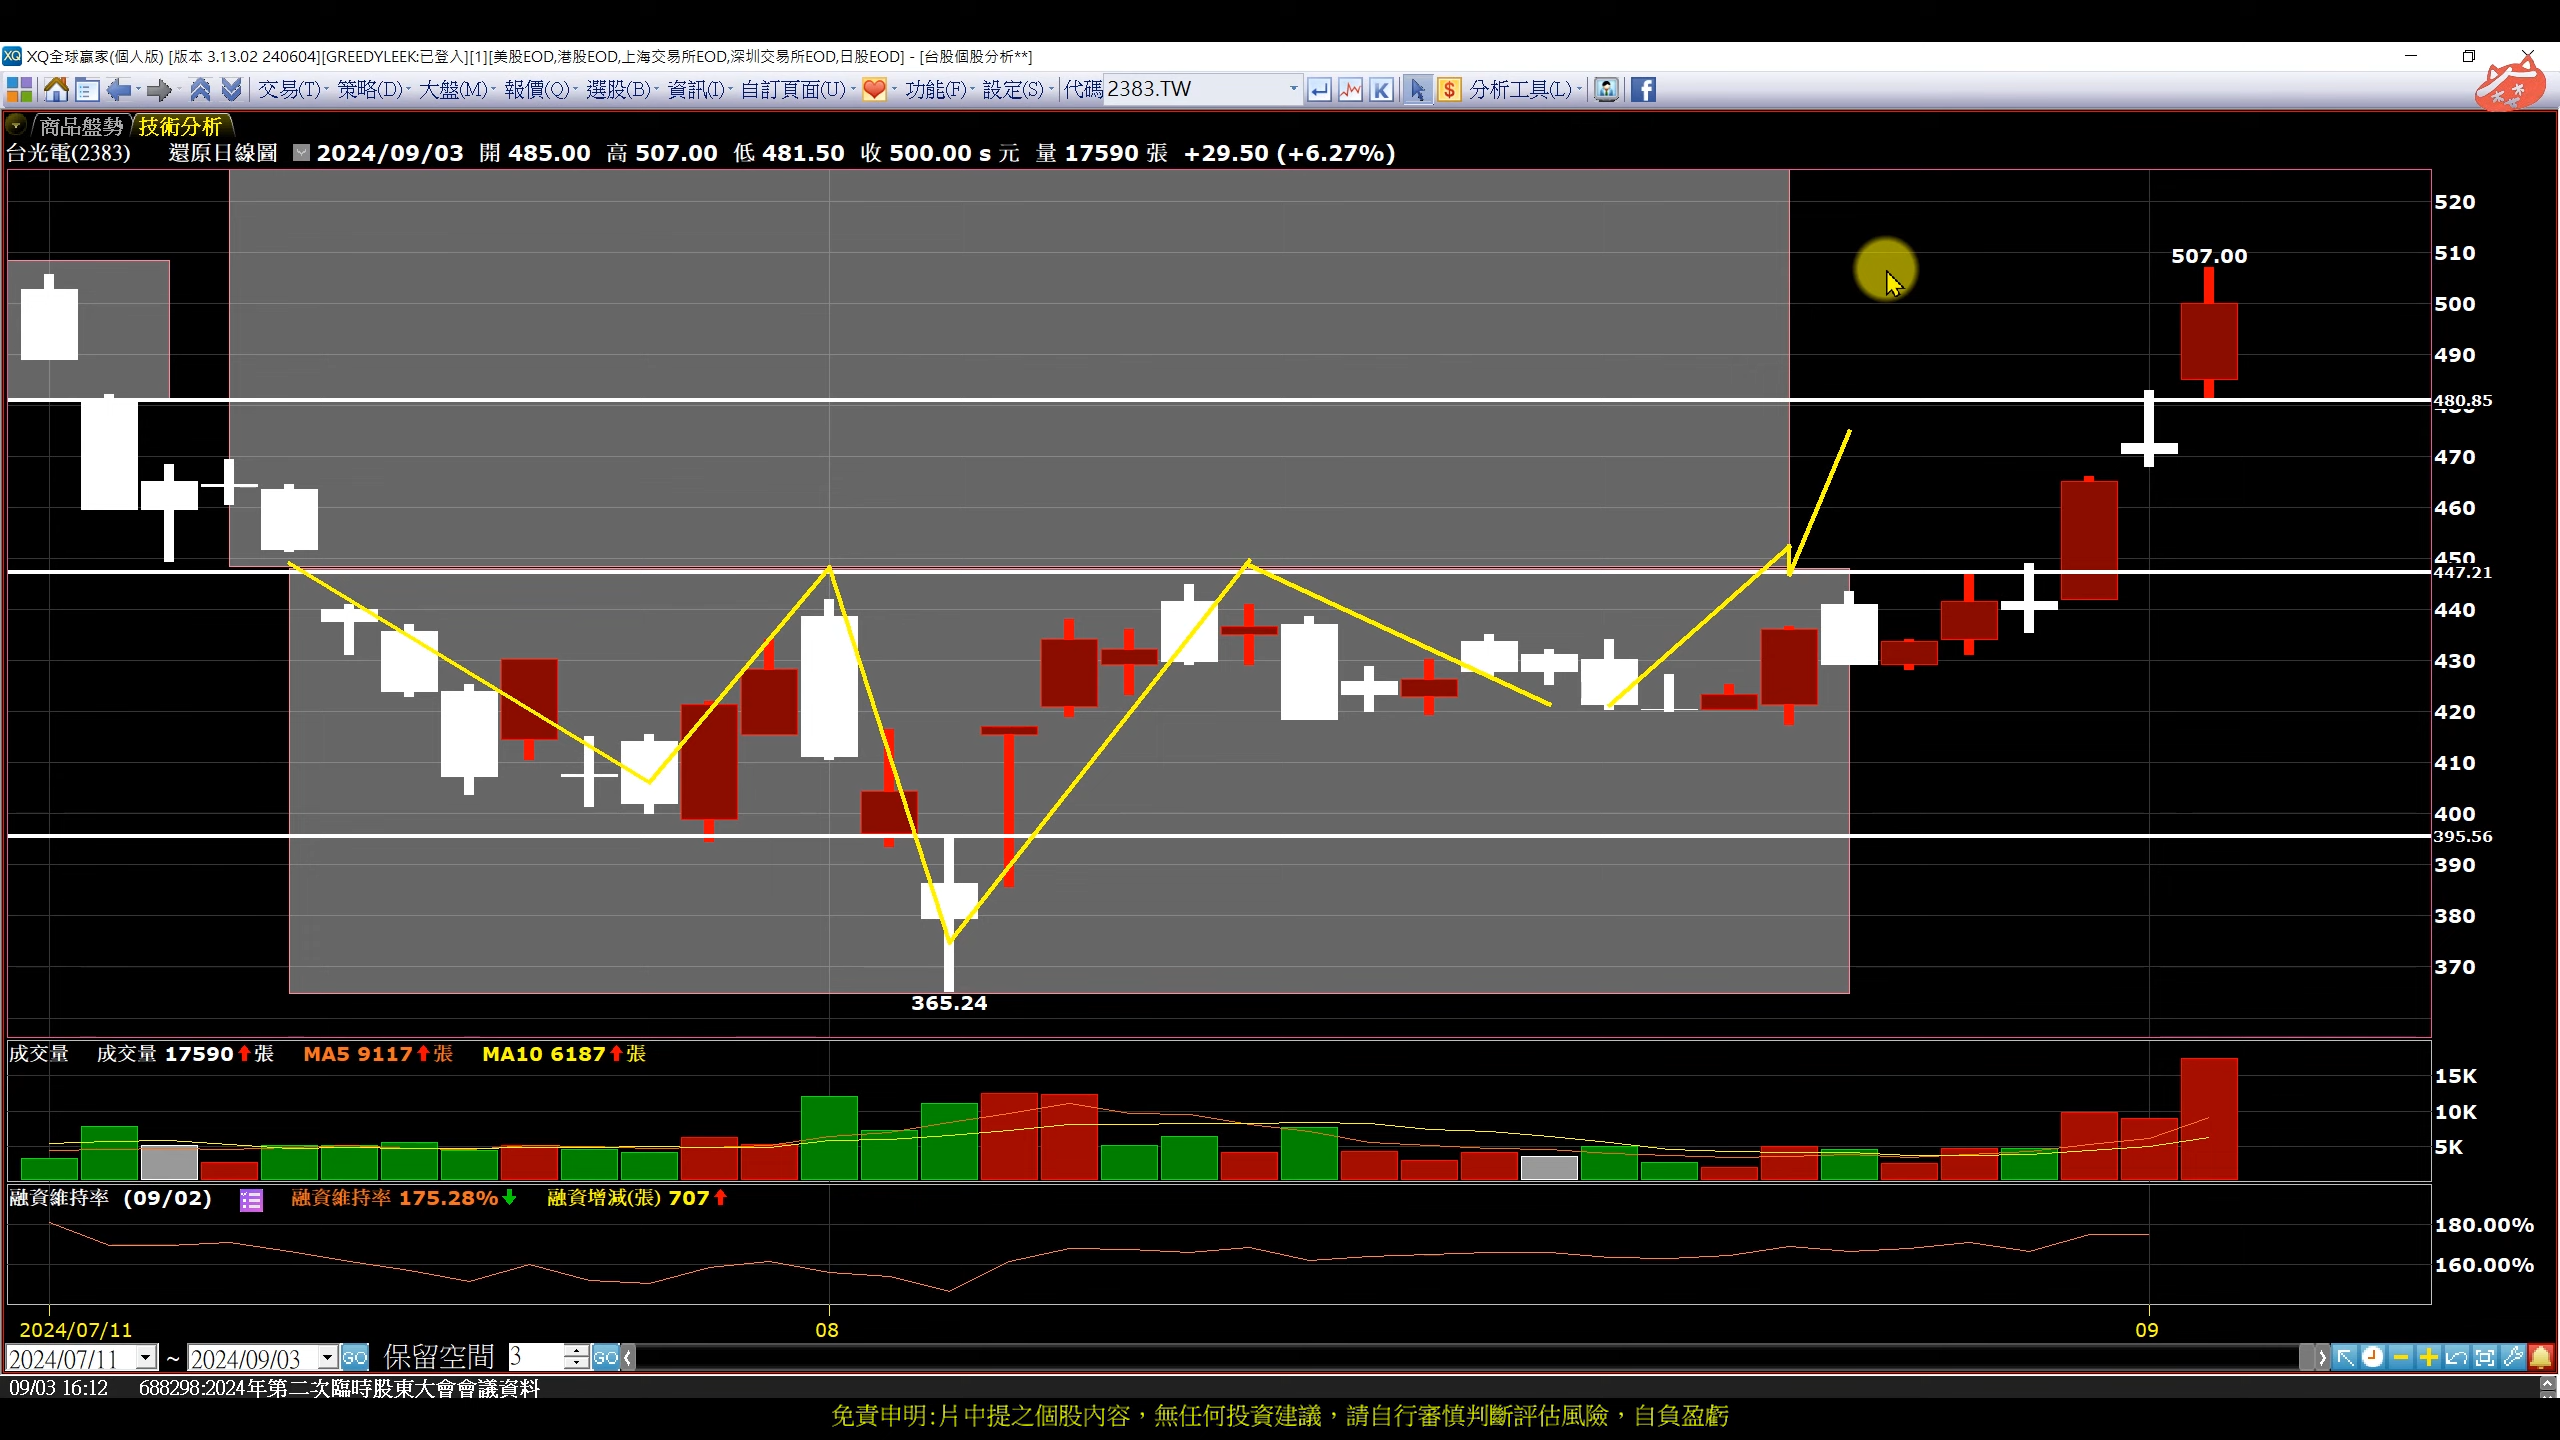 XQ全球贏家(個人版) [版本 3.13.02 240604][GREEDYLEEK:已登入][1][美股EOD,港股EOD,上海交易所EOD,深圳交易所EOD,日股EOD] - [台股個股分析**]
交易(T) 策略(D) 大盤(M) 報價(Q) 選股(B) 資訊(I) 自訂頁面(U) 功能(F) 設定(S) 代碼 2383.TW K $ 分析工具(L)
商品盤勢 技術分析
台光電(2383) 還原日線圖 2024/09/03 開 485.00 高 507.00 低 481.50 收 500.00 s 元 量 17590 張 +29.50 (+6.27%)
520
510
507.00
500
490
480.85
470
460
450
447.21
440
430
420
410
400
395.56
390
380
370
365.24
成交量 成交量 17590 張 MA5 9117 張 MA10 6187 張
15K
10K
5K
融資維持率 (09/02) 融資維持率 175.28% 融資增減(張) 707
180.00%
160.00%
2024/07/11 08 09
2024/07/11 ~ 2024/09/03 GO 保留空間 3 GO
09/03 16:12 688298:2024年第二次臨時股東大會會議資料
免責申明:片中提之個股內容，無任何投資建議，請自行審慎判斷評估風險，自負盈虧